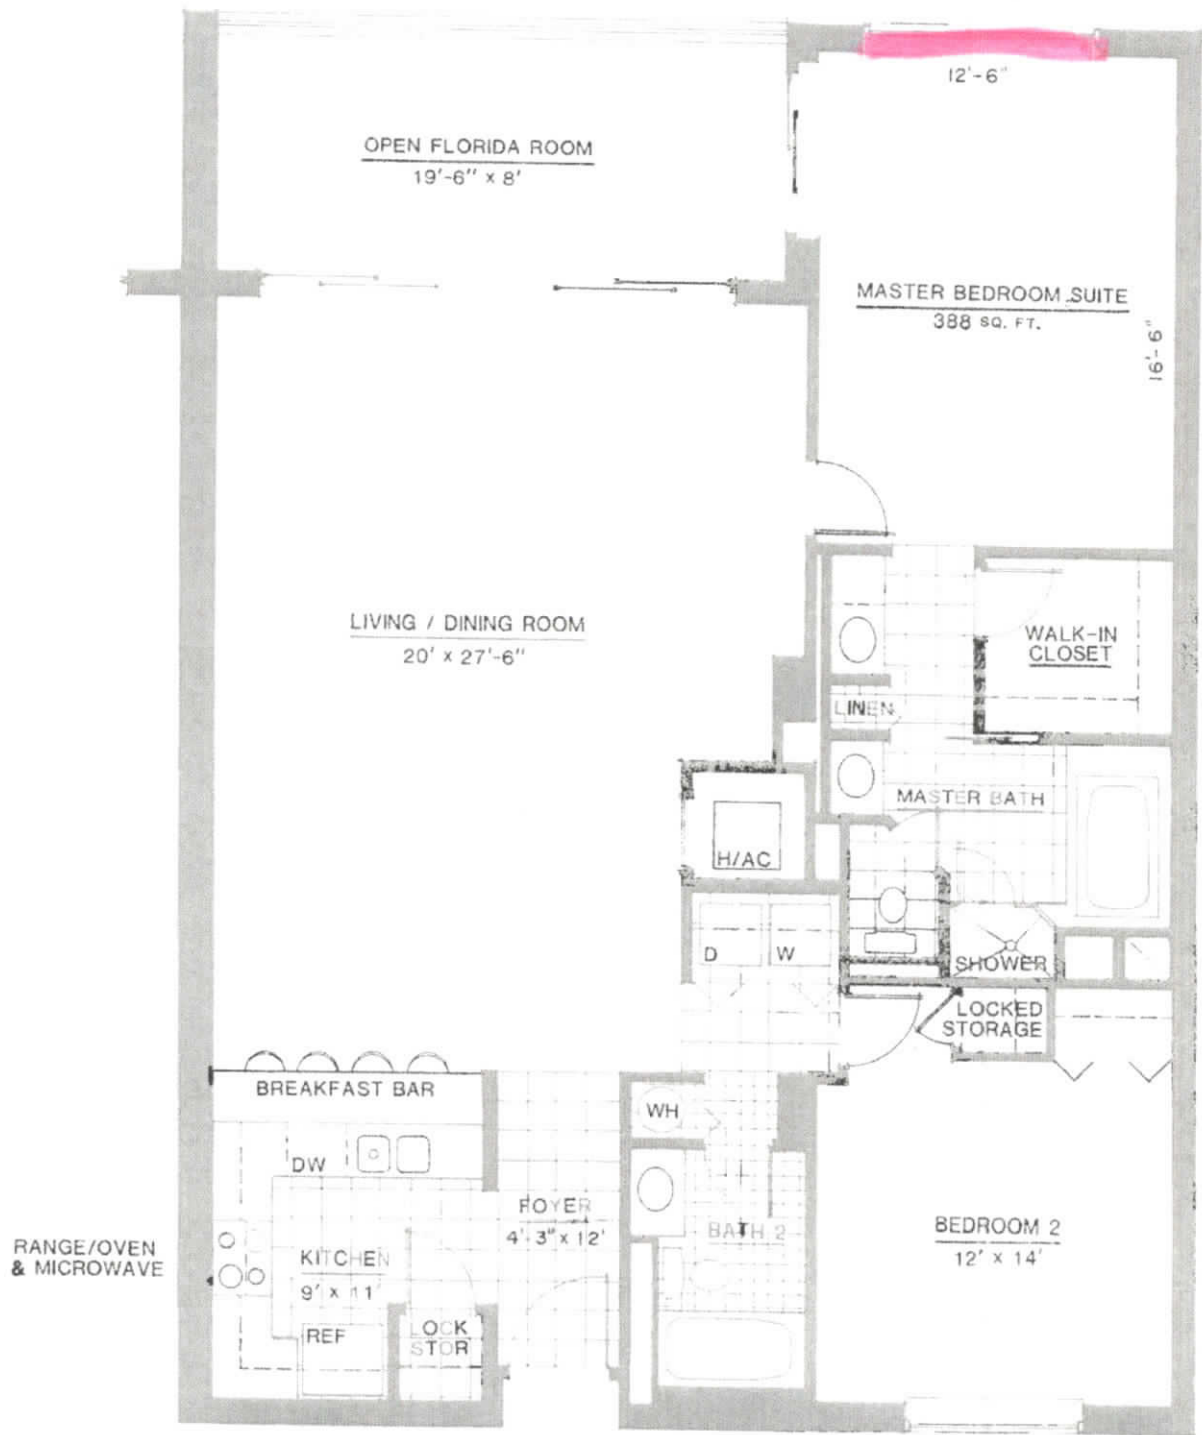 12'-6"
OPEN FLORIDA ROOM
19'-6" x 8'
MASTER BEDROOM SUITE
388 SQ. FT.
16'-6"
LIVING / DINING ROOM
20' x 27'-6"
WALK-IN
CLOSET
LINEN
MASTER BATH
H/AC
D
W
SHOWER
LOCKED
STORAGE
BREAKFAST BAR
WH
DW
FOYER
4'-3" x 12'
BATH 2
BEDROOM 2
12' x 14'
RANGE/OVEN
& MICROWAVE
KITCHEN
9' x 11'
REF
LOCK
STOR